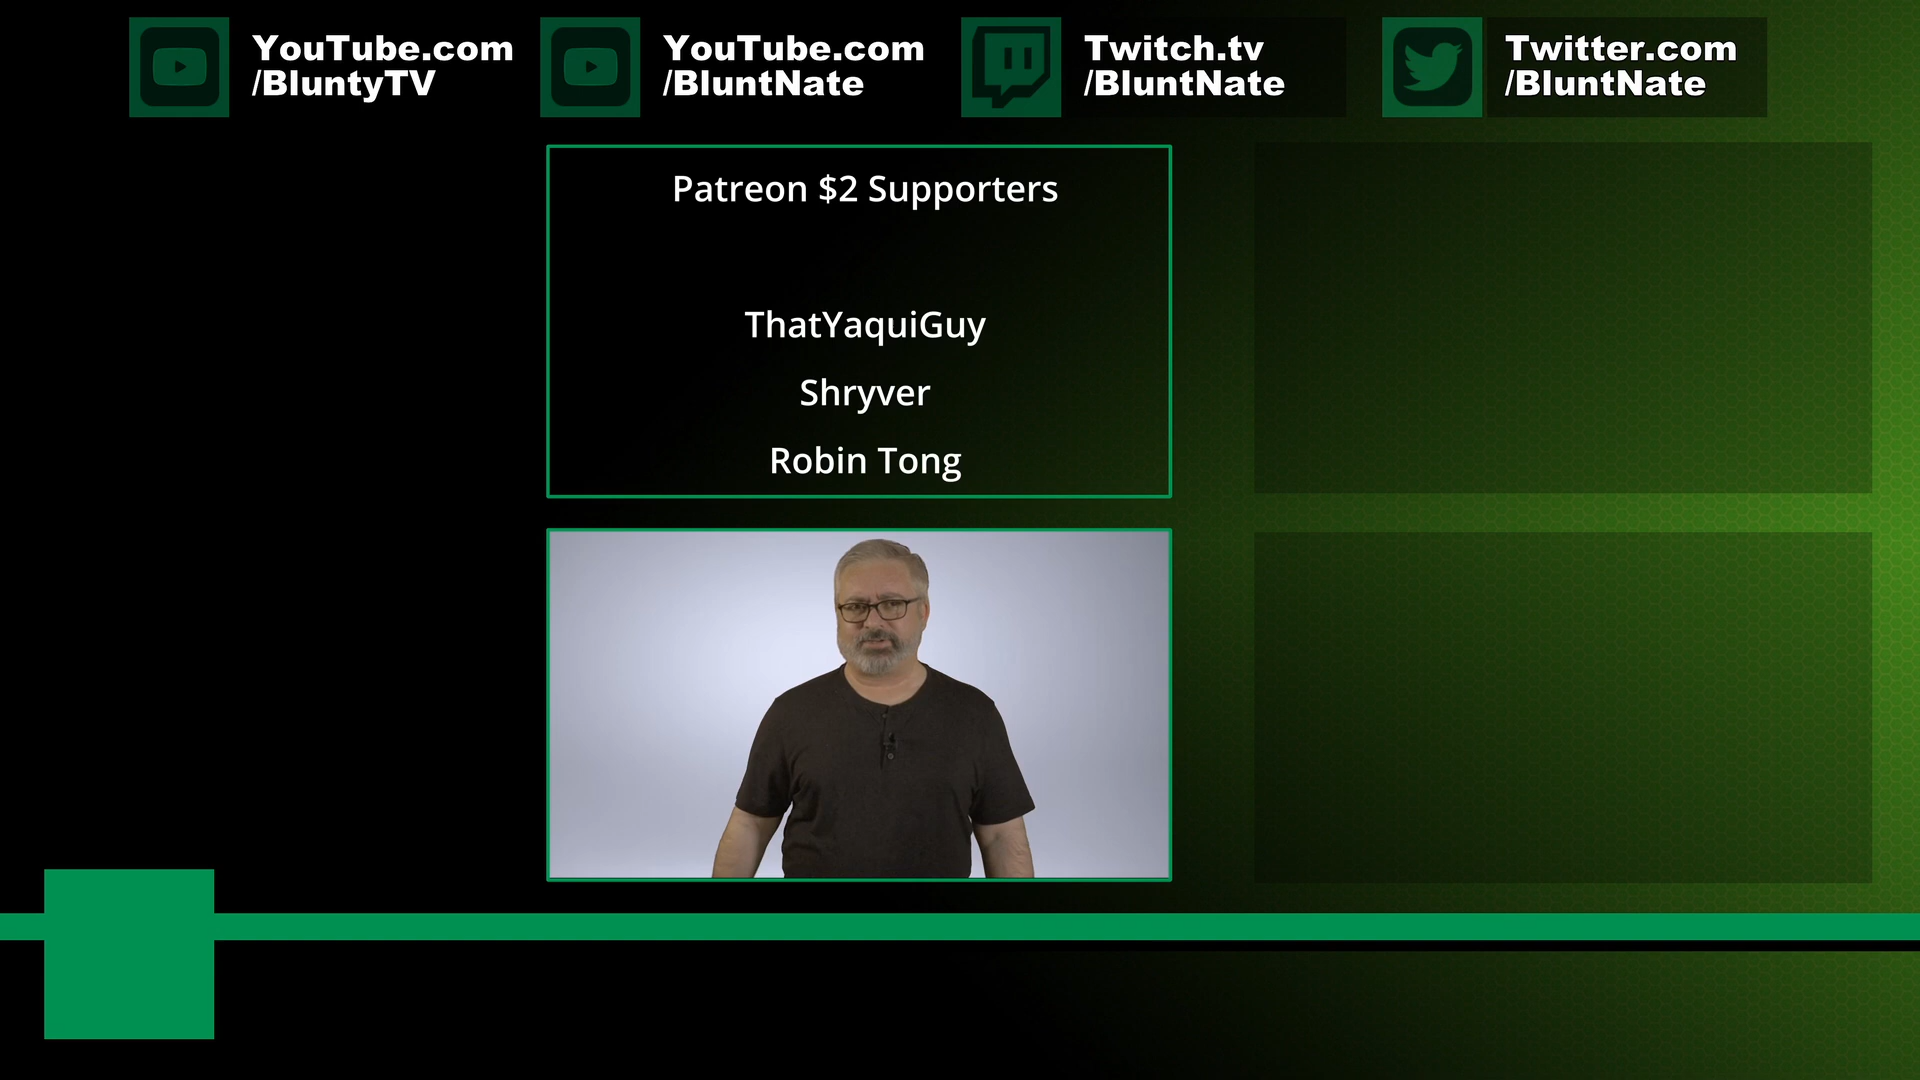 YouTube.com
/BluntyTV
YouTube.com
/BluntNate
Twitch.tv
/BluntNate
Twitter.com
/BluntNate
Patreon $2 Supporters
ThatYaquiGuy
Shryver
Robin Tong